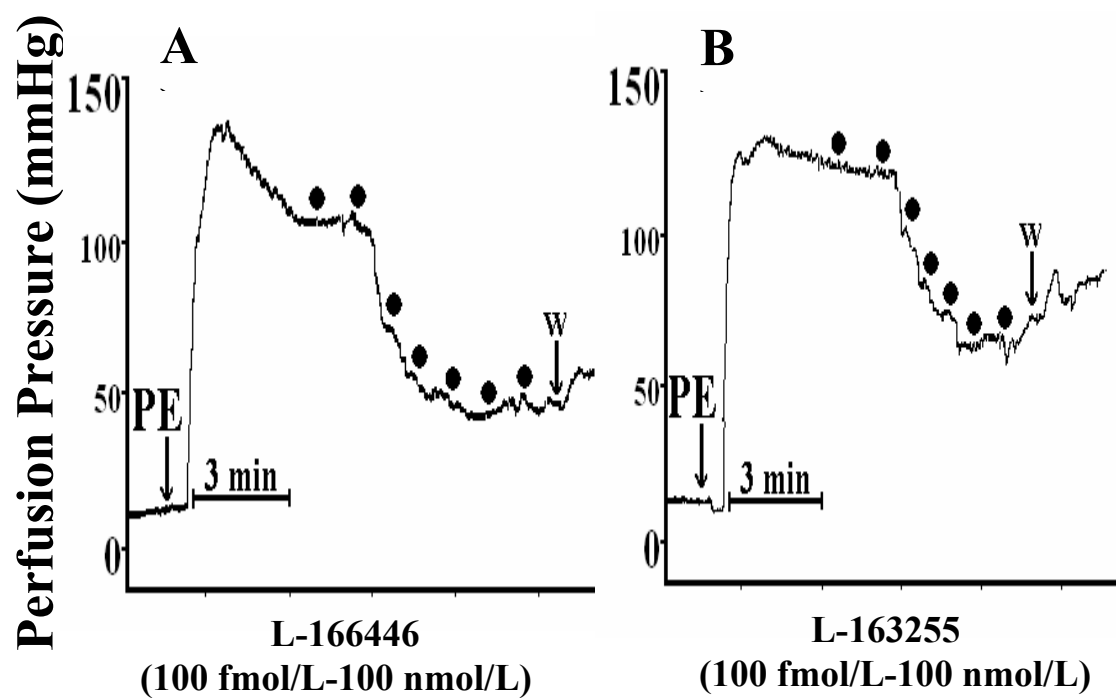 Perfusion Pressure (mmHg)
A
150
100
50
0
PE
3 min
W
L-166446
(100 fmol/L-100 nmol/L)
B
150
100
50
0
PE
3 min
W
L-163255
(100 fmol/L-100 nmol/L)